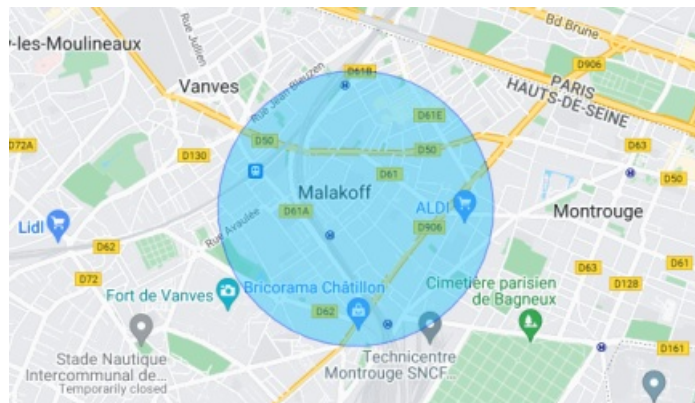 Bd Brune
-les-Moulineaux
Rue Julien
D906
D61B
PARIS
HAUTS-DE-SEINE
Vanves
Rue Jean Bleuzen
D61E
D72A
D50
D50
D63
D130
D61
D50
Malakoff
ALDI
D61A
Montrouge
Lidl
Rue Avaulée
D906
D62
D72
D63
D61
Bricorama Châtillon
Cimetière parisien
de Bagneux
D128
Fort de Vanves
D62
Stade Nautique
Intercommunal de...
Temporarily closed
Technicentre
Montrouge SNCF...
D161